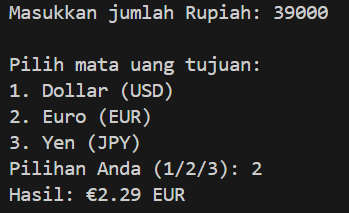 Masukkan jumlah Rupiah: 39000
Pilih mata uang tujuan:
1. Dollar (USD)
2. Euro (EUR)
3. Yen (JPY)
Pilihan Anda (1/2/3): 2
Hasil: €2.29 EUR